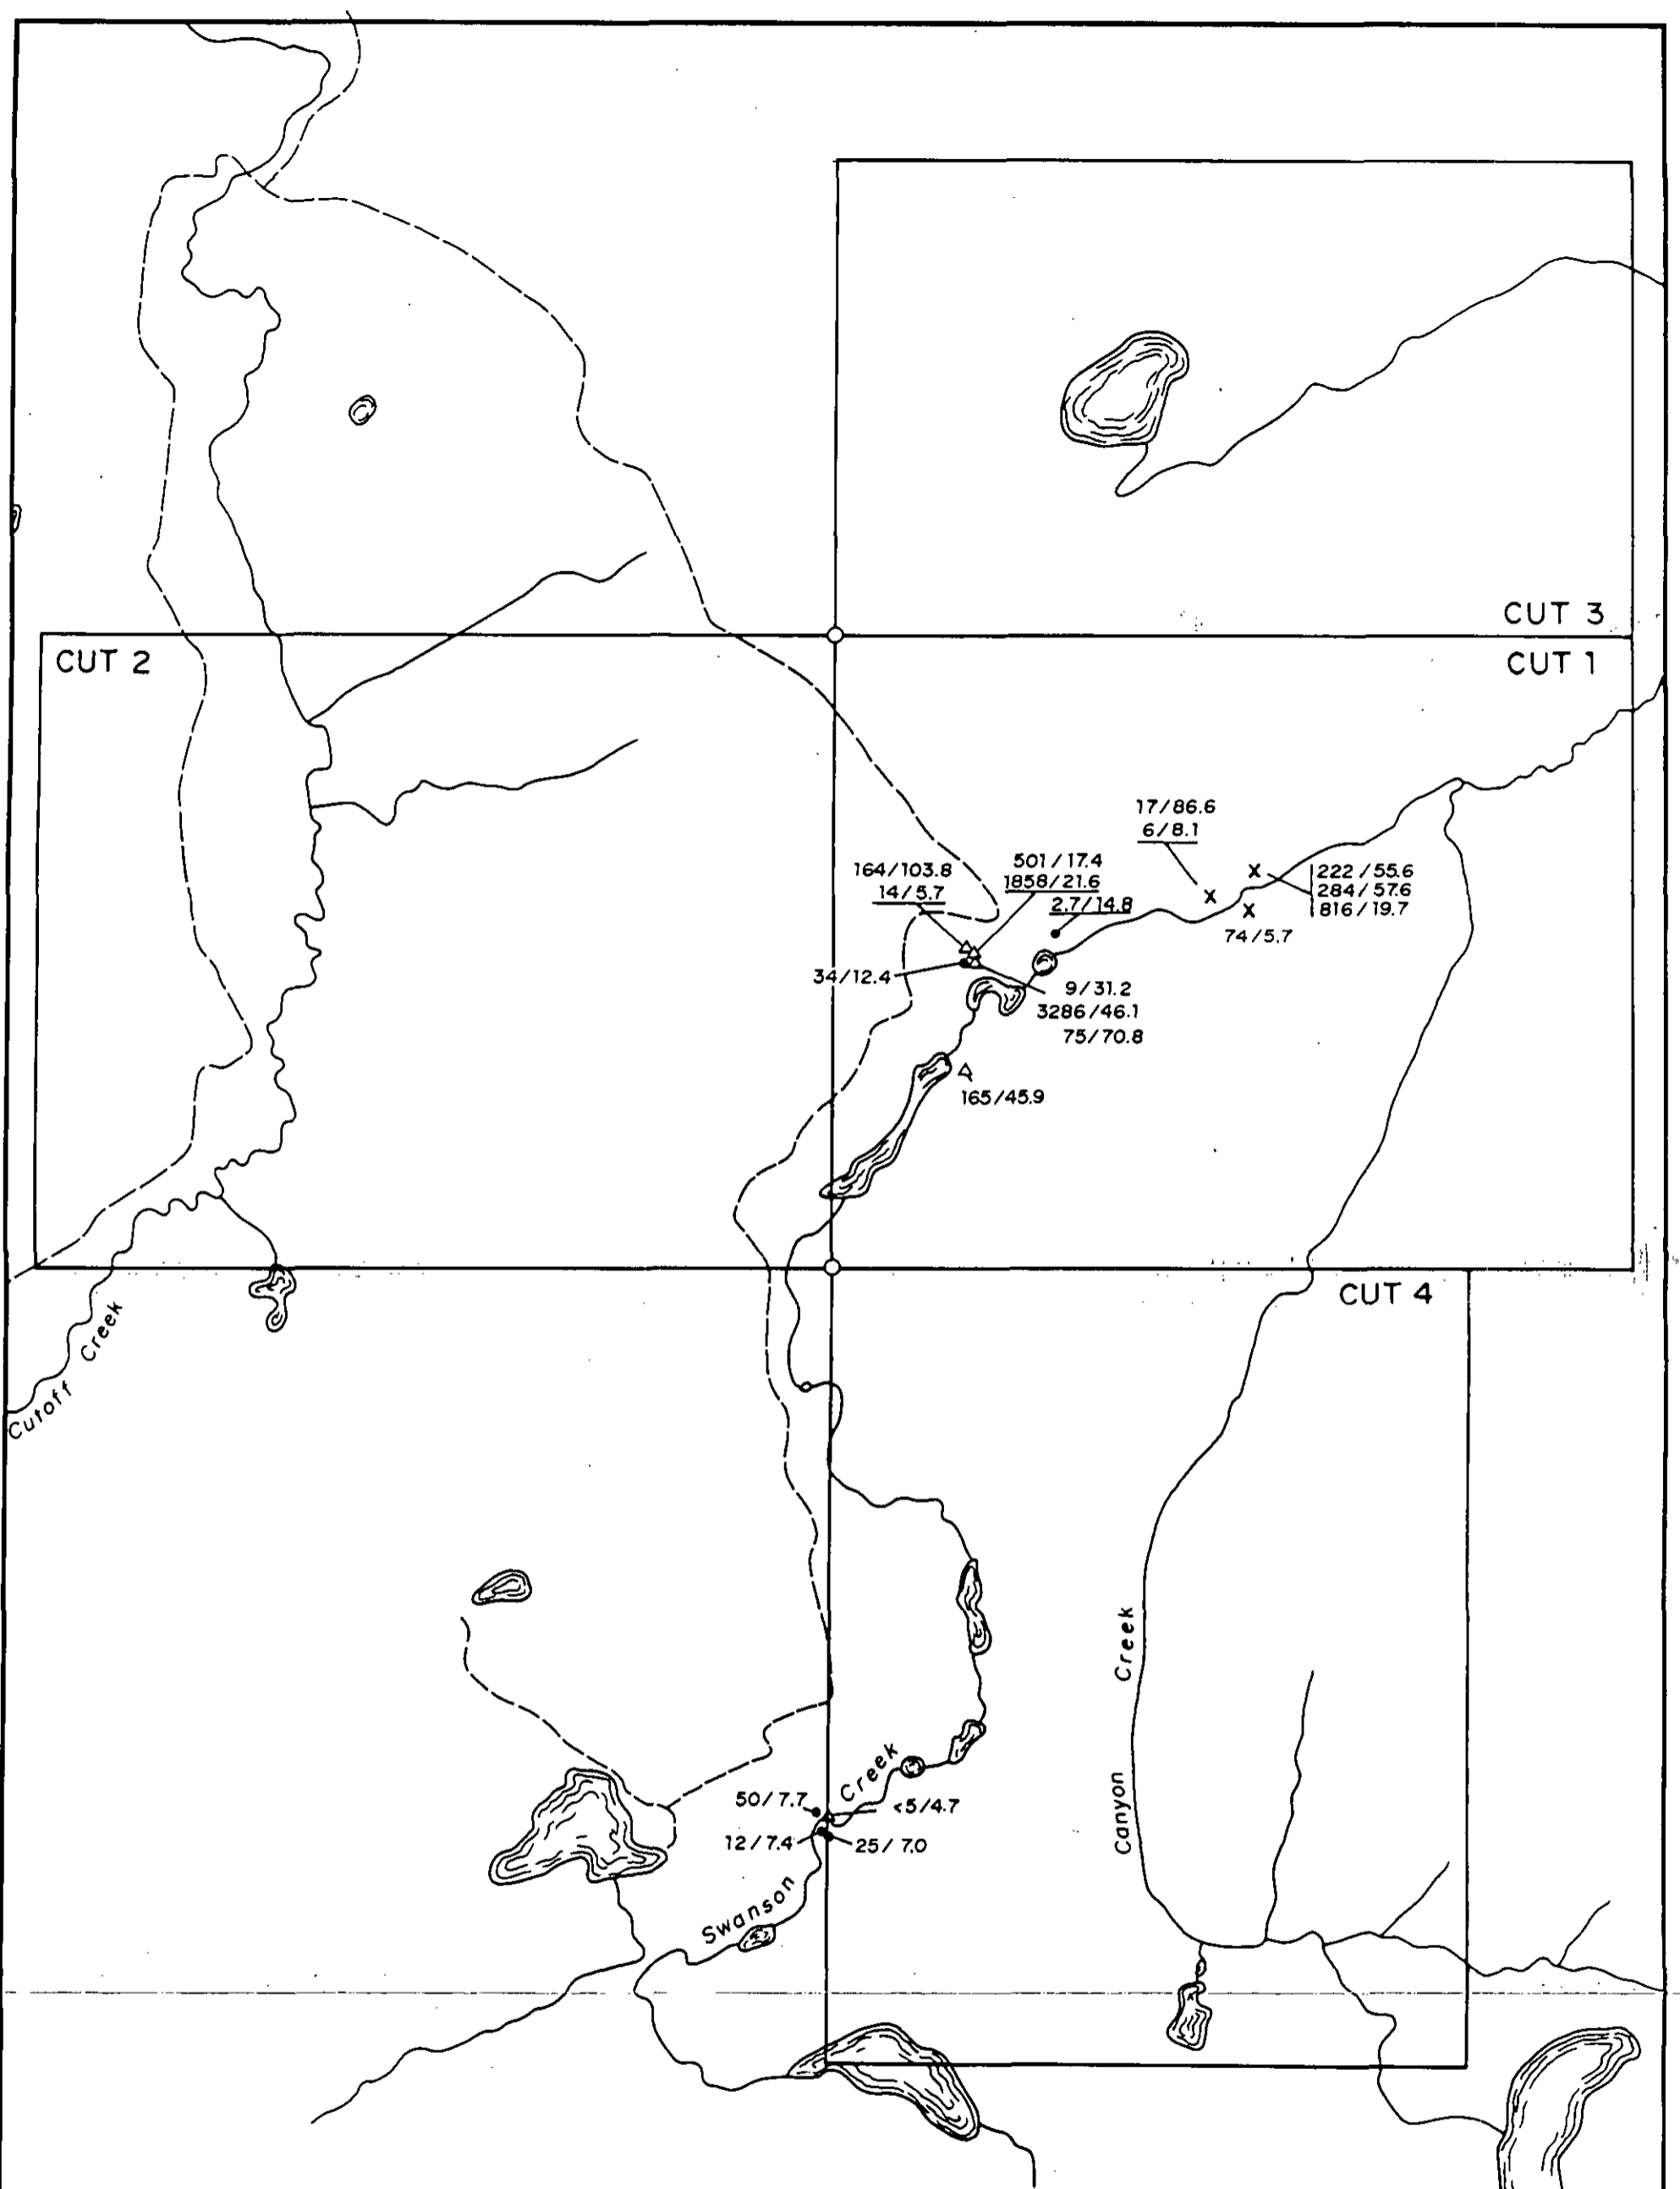 CUT 3
CUT 2
CUT 1
17/86.6
6/8.1
164/103.8
14/5.7
501/17.4
1858/21.6
2.7/14.8
222/55.6
284/57.6
816/19.7
74/5.7
34/12.4
9/31.2
3286/46.1
75/70.8
165/45.9
CUT 4
Cutoff Creek
Canyon Creek
Swanson Creek
50/7.7
<5/4.7
12/7.4
25/7.0